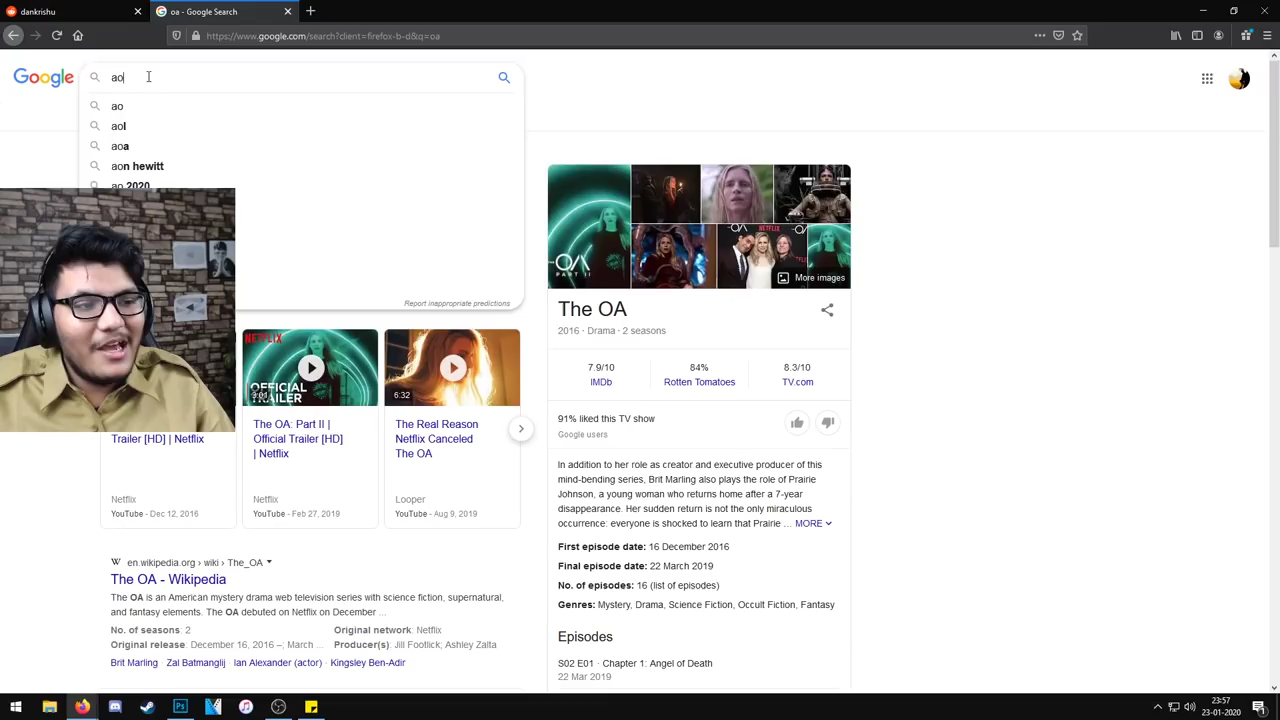 dankrishu
oa - Google Search
https://www.google.com/search?client=firefox-b-d&q=oa
Google
ao
ao
aol
aoa
aon hewitt
ao 2020
Report inappropriate predictions
Trailer [HD] | Netflix
Netflix
YouTube - Dec 12, 2016
NETFLIX
OFFICIAL
TRAILER
The OA: Part II |
Official Trailer [HD]
| Netflix
Netflix
YouTube - Feb 27, 2019
6:32
The Real Reason
Netflix Canceled
The OA
Looper
YouTube - Aug 9, 2019
en.wikipedia.org › wiki › The_OA
The OA - Wikipedia
The OA is an American mystery drama web television series with science fiction, supernatural,
and fantasy elements. The OA debuted on Netflix on December ...
No. of seasons: 2
Original network: Netflix
Original release: December 16, 2016 –; March ...
Producer(s): Jill Footlick; Ashley Zalta
Brit Marling · Zal Batmanglij · Ian Alexander (actor) · Kingsley Ben-Adir
THE OA
PART II
NETFLIX
More images
The OA
2016 · Drama · 2 seasons
7.9/10
IMDb
84%
Rotten Tomatoes
8.3/10
TV.com
91% liked this TV show
Google users
In addition to her role as creator and executive producer of this
mind-bending series, Brit Marling also plays the role of Prairie
Johnson, a young woman who returns home after a 7-year
disappearance. Her sudden return is not the only miraculous
occurrence: everyone is shocked to learn that Prairie ... MORE
First episode date: 16 December 2016
Final episode date: 22 March 2019
No. of episodes: 16 (list of episodes)
Genres: Mystery, Drama, Science Fiction, Occult Fiction, Fantasy
Episodes
S02 E01 · Chapter 1: Angel of Death
22 Mar 2019
23:57
23-01-2020